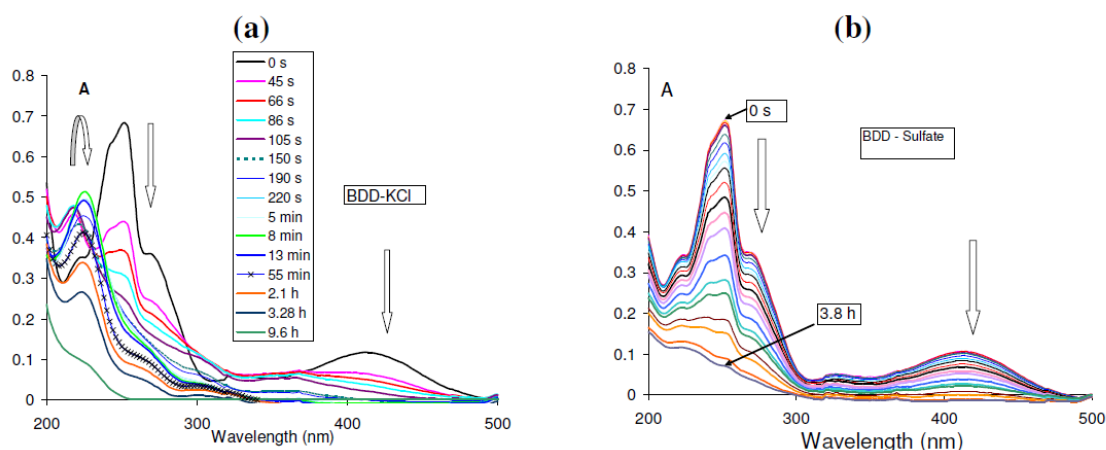 (a)
0.8
0.7
0.6
0.5
0.4
0.3
0.2
0.1
0
A
0 s
45 s
66 s
86 s
105 s
150 s
190 s
220 s
5 min
8 min
13 min
55 min
2.1 h
3.28 h
9.6 h
BDD-KCl
200 300 400 500
Wavelength (nm)
(b)
0.8
0.7
0.6
0.5
0.4
0.3
0.2
0.1
0
A
0 s
BDD - Sulfate
3.8 h
200 300 400 500
Wavelength (nm)